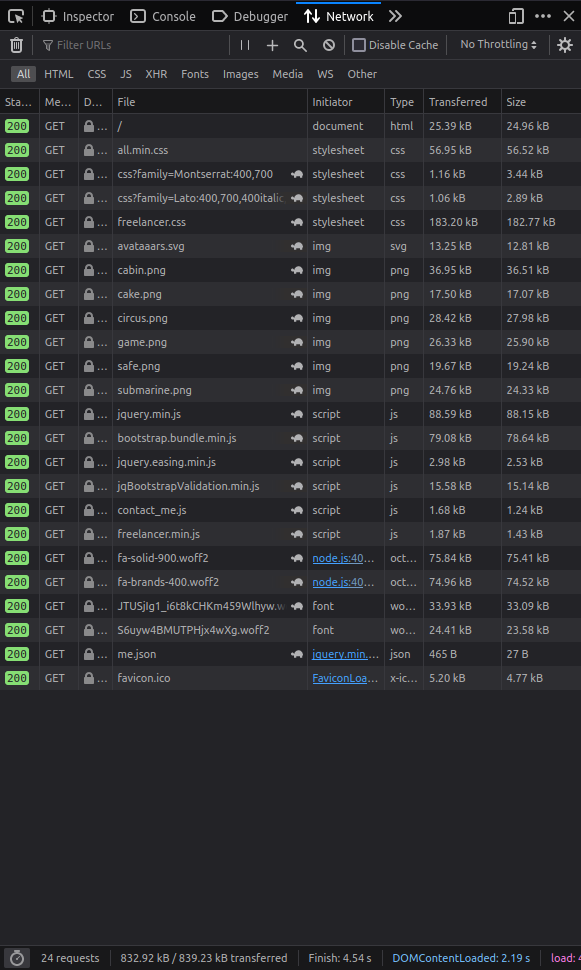 Inspector Console Debugger Network
Filter URLs Disable Cache No Throttling
All HTML CSS JS XHR Fonts Images Media WS Other
Sta… Me… D… File Initiator Type Transferred Size
200 GET … / document html 25.39 kB 24.96 kB
200 GET … all.min.css stylesheet css 56.95 kB 56.52 kB
200 GET … css?family=Montserrat:400,700 stylesheet css 1.16 kB 3.44 kB
200 GET … css?family=Lato:400,700,400italic, stylesheet css 1.06 kB 2.89 kB
200 GET … freelancer.css stylesheet css 183.20 kB 182.77 kB
200 GET … avataaars.svg img svg 13.25 kB 12.81 kB
200 GET … cabin.png img png 36.95 kB 36.51 kB
200 GET … cake.png img png 17.50 kB 17.07 kB
200 GET … circus.png img png 28.42 kB 27.98 kB
200 GET … game.png img png 26.33 kB 25.90 kB
200 GET … safe.png img png 19.67 kB 19.24 kB
200 GET … submarine.png img png 24.76 kB 24.33 kB
200 GET … jquery.min.js script js 88.59 kB 88.15 kB
200 GET … bootstrap.bundle.min.js script js 79.08 kB 78.64 kB
200 GET … jquery.easing.min.js script js 2.98 kB 2.53 kB
200 GET … jqBootstrapValidation.min.js script js 15.58 kB 15.14 kB
200 GET … contact_me.js script js 1.68 kB 1.24 kB
200 GET … freelancer.min.js script js 1.87 kB 1.43 kB
200 GET … fa-solid-900.woff2 node.js:40… oct… 75.84 kB 75.41 kB
200 GET … fa-brands-400.woff2 node.js:40… oct… 74.96 kB 74.52 kB
200 GET … JTUSjIg1_i6t8kCHKm459Wlhyw.w font wo… 33.93 kB 33.09 kB
200 GET … S6uyw4BMUTPHjx4wXg.woff2 font wo… 24.41 kB 23.58 kB
200 GET … me.json jquery.min.… json 465 B 27 B
200 GET … favicon.ico FaviconLoa… x-ic… 5.20 kB 4.77 kB
24 requests 832.92 kB / 839.23 kB transferred Finish: 4.54 s DOMContentLoaded: 2.19 s load: